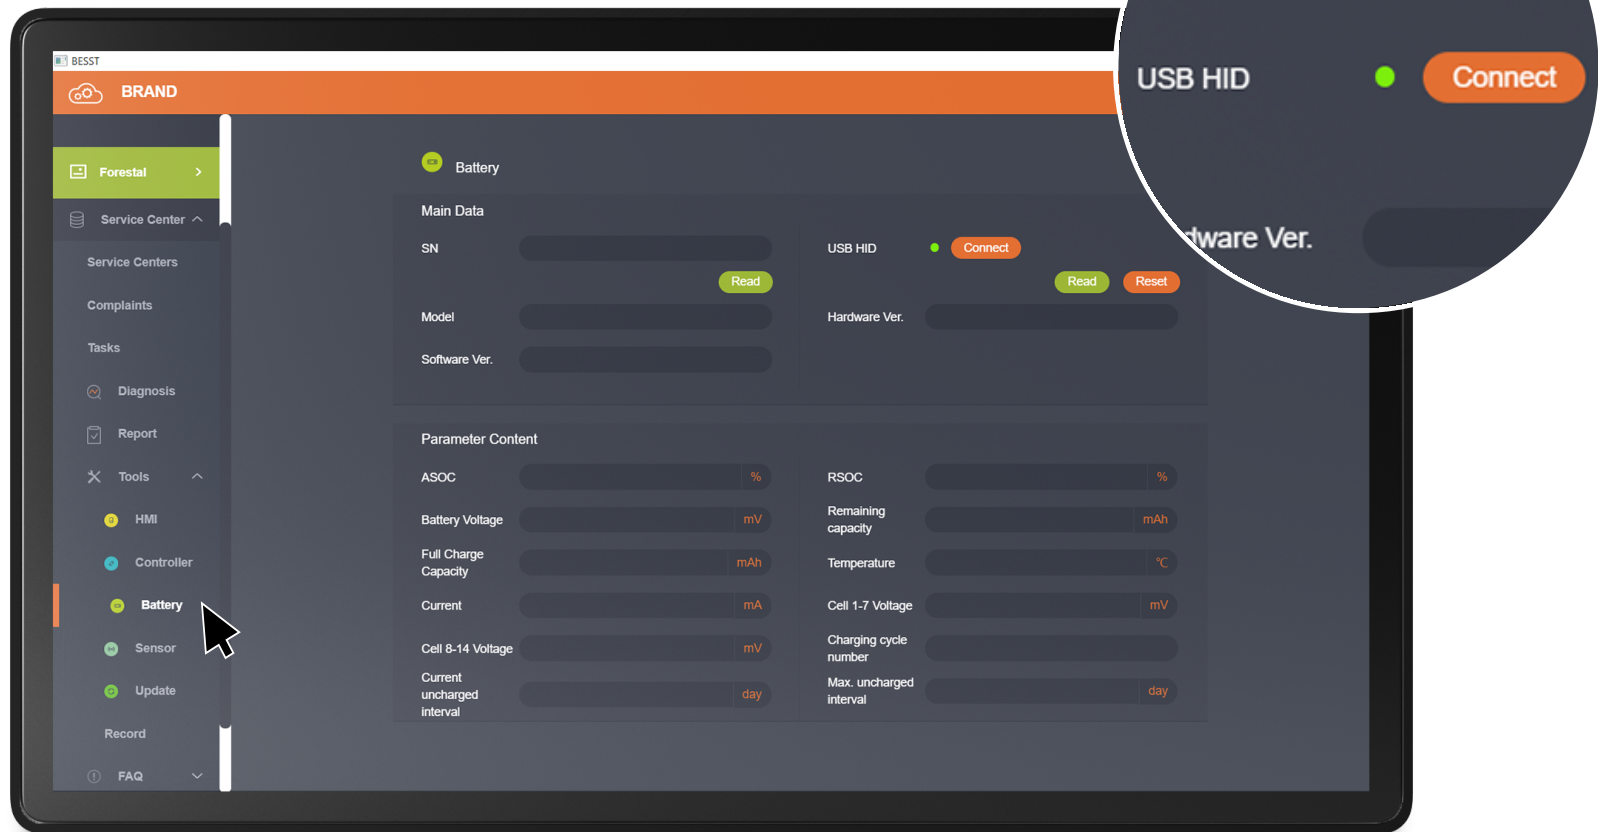 BESST
BRAND
Forestal
Service Center
Service Centers
Complaints
Tasks
Diagnosis
Report
Tools
HMI
Controller
Battery
Sensor
Update
Record
FAQ
Battery
Main Data
SN
Read
Model
Software Ver.
USB HID
Connect
Read Reset
Hardware Ver.
Parameter Content
ASOC %
RSOC %
Battery Voltage mV
Remaining
capacity mAh
Full Charge
Capacity mAh
Temperature °C
Current mA
Cell 1-7 Voltage mV
Cell 8-14 Voltage mV
Charging cycle
number
Current
uncharged
interval day
Max. uncharged
interval day
USB HID Connect
dware Ver.